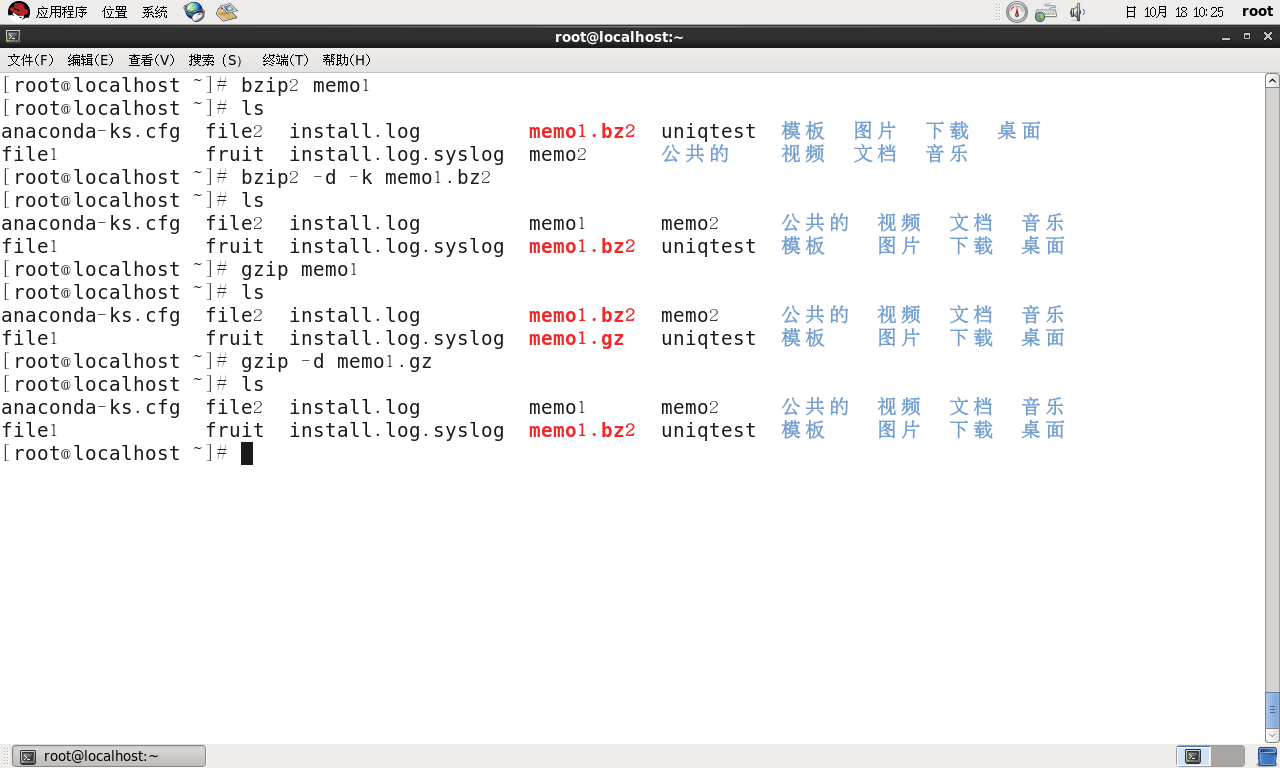 应用程序 位置 系统 日 10月 18 10:25 root
root@localhost:~
文件(F) 编辑(E) 查看(V) 搜索 (S) 终端(T) 帮助(H)
[root@localhost ~]# bzip2 memo1
[root@localhost ~]# ls
anaconda-ks.cfg file2 install.log memo1.bz2 uniqtest 模板 图片 下载 桌面
file1 fruit install.log.syslog memo2 公共的 视频 文档 音乐
[root@localhost ~]# bzip2 -d -k memo1.bz2
[root@localhost ~]# ls
anaconda-ks.cfg file2 install.log memo1 memo2 公共的 视频 文档 音乐
file1 fruit install.log.syslog memo1.bz2 uniqtest 模板 图片 下载 桌面
[root@localhost ~]# gzip memo1
[root@localhost ~]# ls
anaconda-ks.cfg file2 install.log memo1.bz2 memo2 公共的 视频 文档 音乐
file1 fruit install.log.syslog memo1.gz uniqtest 模板 图片 下载 桌面
[root@localhost ~]# gzip -d memo1.gz
[root@localhost ~]# ls
anaconda-ks.cfg file2 install.log memo1 memo2 公共的 视频 文档 音乐
file1 fruit install.log.syslog memo1.bz2 uniqtest 模板 图片 下载 桌面
[root@localhost ~]#
root@localhost:~